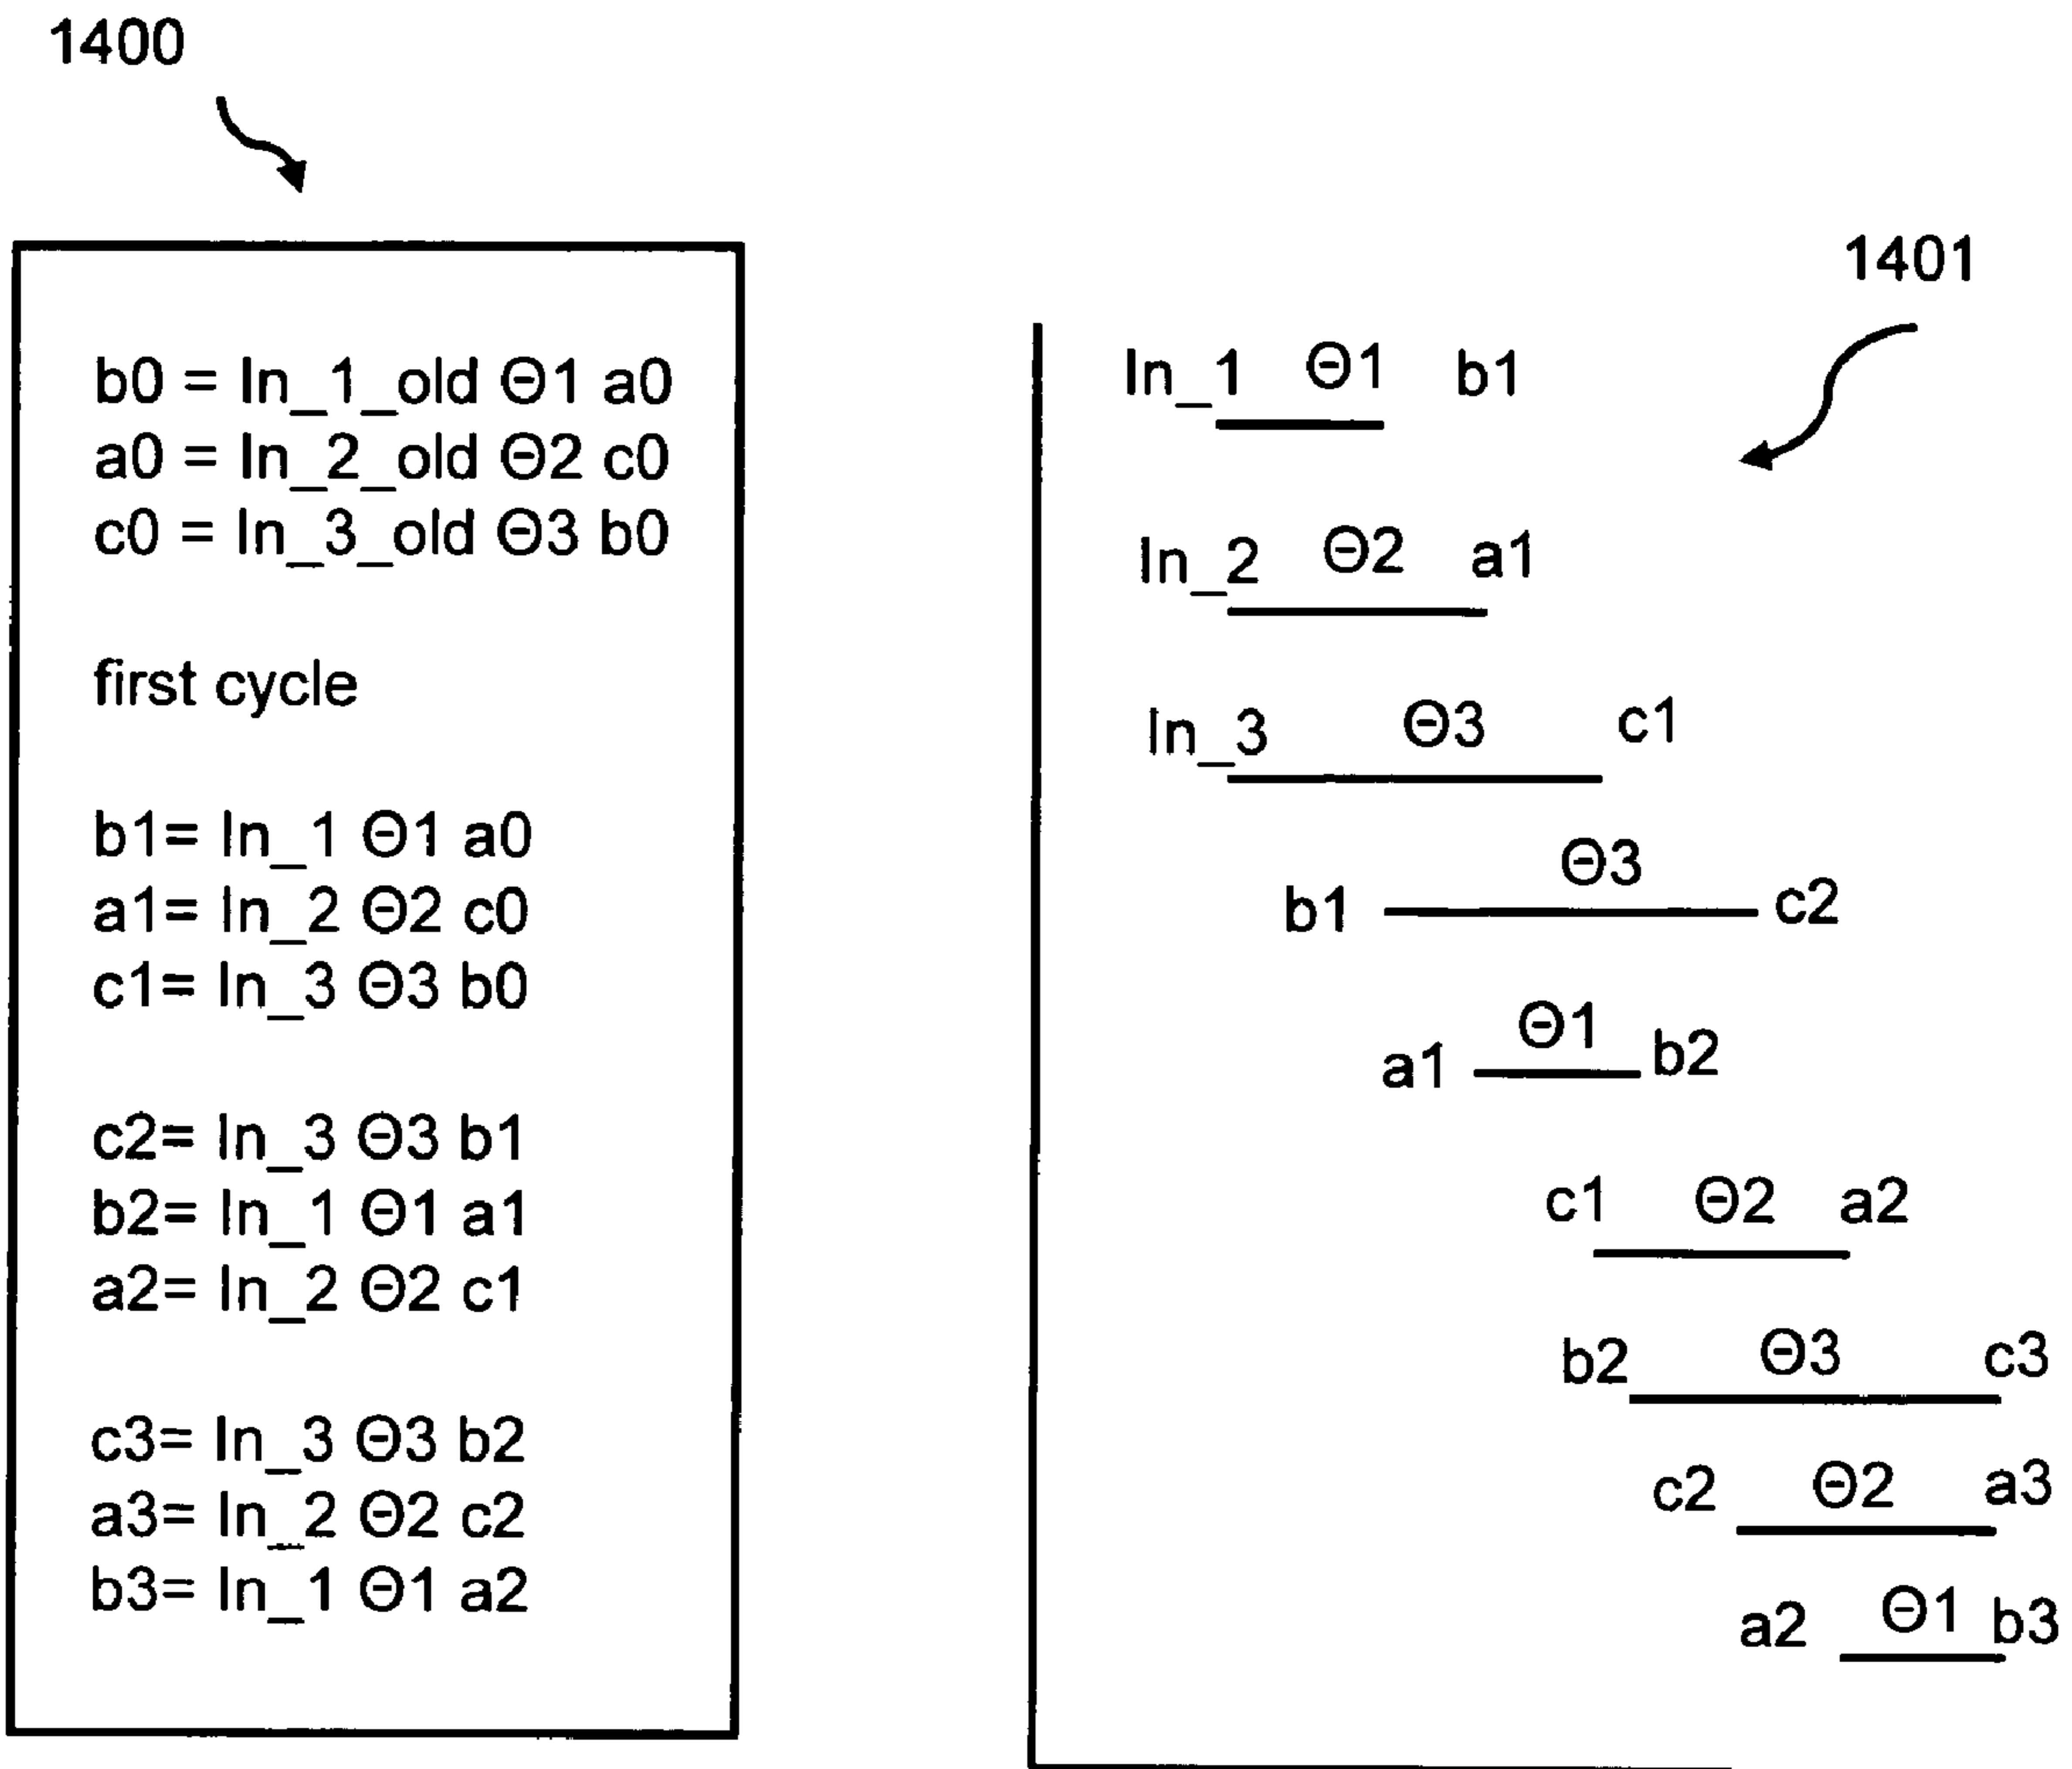 1400
b0 = In_1_old Θ1 a0
a0 = In_2_old Θ2 c0
c0 = In_3_old Θ3 b0
first cycle
b1= In_1 Θ1 a0
a1= In_2 Θ2 c0
c1= In_3 Θ3 b0
c2= In_3 Θ3 b1
b2= In_1 Θ1 a1
a2= In_2 Θ2 c1
c3= In_3 Θ3 b2
a3= In_2 Θ2 c2
b3= In_1 Θ1 a2
1401
In_1 Θ1 b1
In_2 Θ2 a1
In_3 Θ3 c1
b1 Θ3 c2
a1 Θ1 b2
c1 Θ2 a2
b2 Θ3 c3
c2 Θ2 a3
a2 Θ1 b3